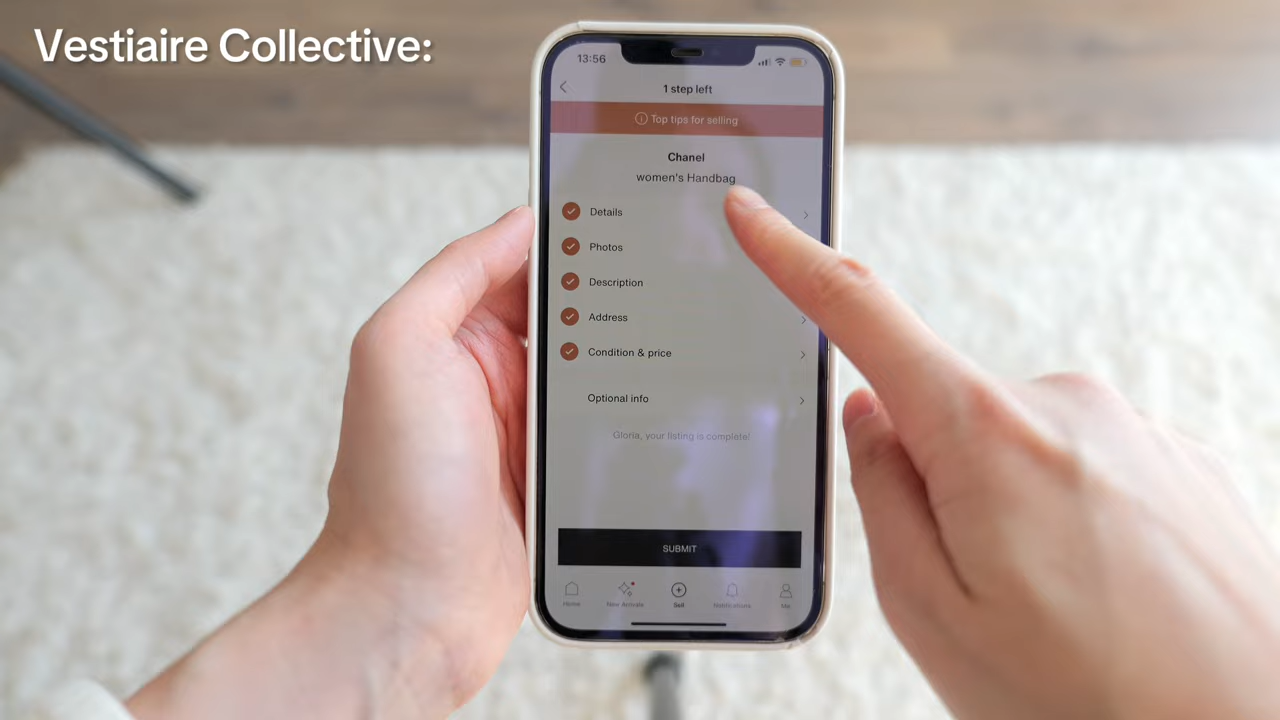 Vestiaire Collective:
13:56
1 step left
Top tips for selling
Chanel
women's Handbag
Details
Photos
Description
Address
Condition & price
Optional info
Gloria, your listing is complete!
SUBMIT
Home
New Arrivals
Sell
Notifications
Me